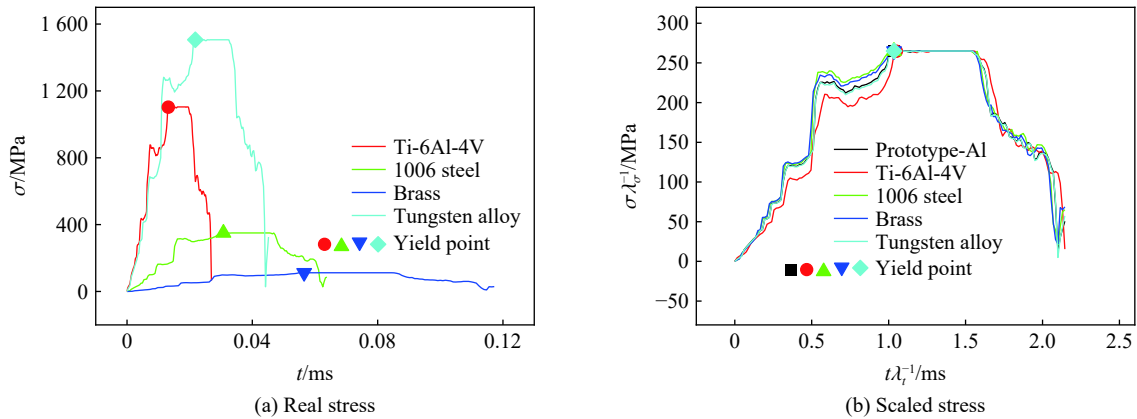 1 600
1 200
800
400
0
σ/MPa
Ti-6Al-4V
1006 steel
Brass
Tungsten alloy
Yield point
0 0.04 0.08 0.12
t/ms
(a) Real stress
300
250
200
150
100
50
0
−50
σλσ⁻¹/MPa
Prototype-Al
Ti-6Al-4V
1006 steel
Brass
Tungsten alloy
Yield point
0 0.5 1.0 1.5 2.0 2.5
tλt⁻¹/ms
(b) Scaled stress